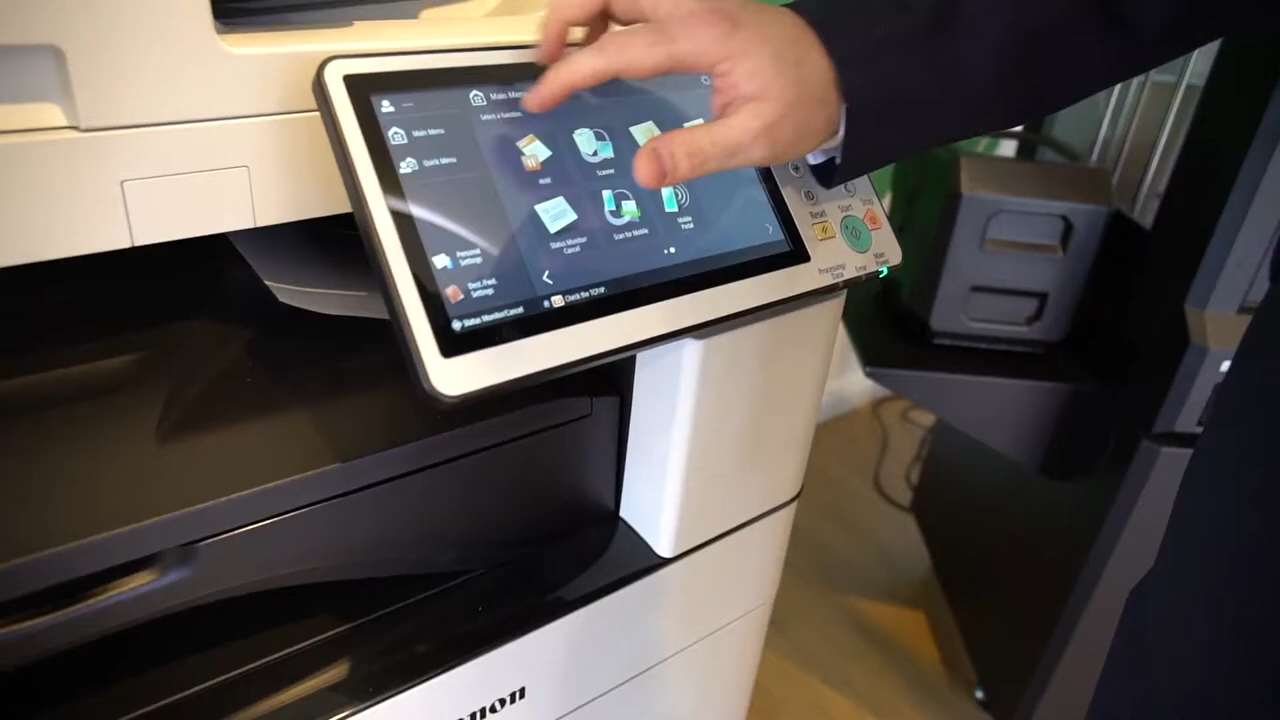 Main Menu
Select a function.
Main Menu
Quick Menu
Hold
Scanner
Status Monitor/
Cancel
Scan for Mobile
Mobile
Portal
Personal
Settings
Dest./Fwd.
Settings
Status Monitor/Cancel
Check the TCP/IP.
Reset
Start
Stop
Processing/
Data
Error
Main
Power
ID
non